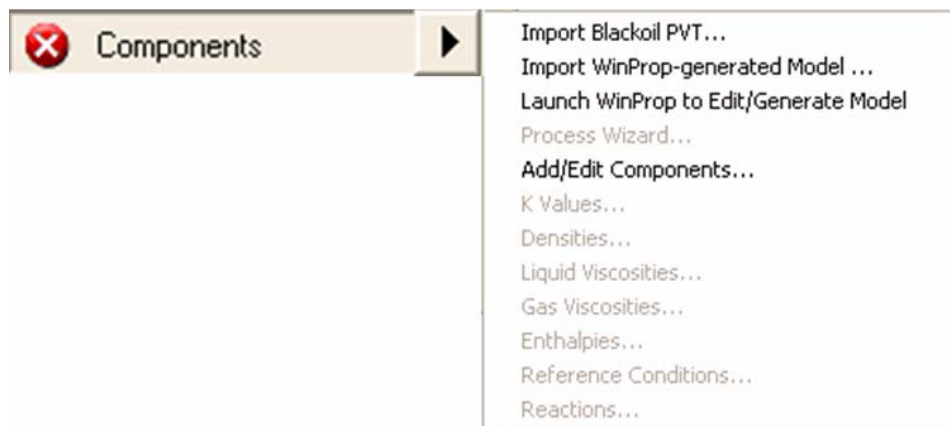 Components
Import Blackoil PVT...
Import WinProp-generated Model ...
Launch WinProp to Edit/Generate Model
Process Wizard...
Add/Edit Components...
K Values...
Densities...
Liquid Viscosities...
Gas Viscosities...
Enthalpies...
Reference Conditions...
Reactions...